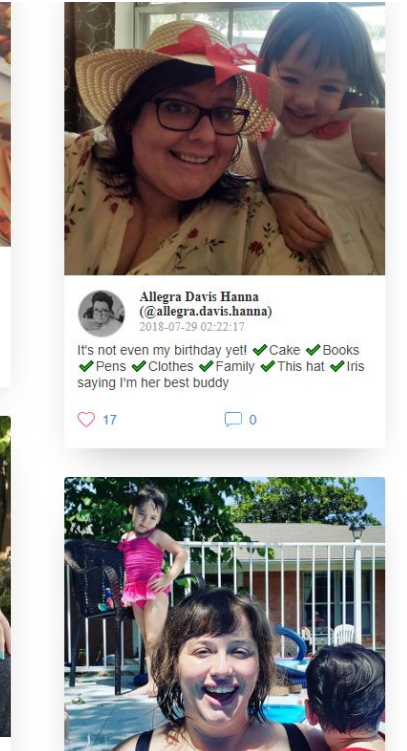 Allegra Davis Hanna
(@allegra.davis.hanna)
2018-07-29 02:22:17
It's not even my birthday yet! ✔Cake ✔Books
✔Pens ✔Clothes ✔Family ✔This hat ✔Iris
saying I'm her best buddy
17 0